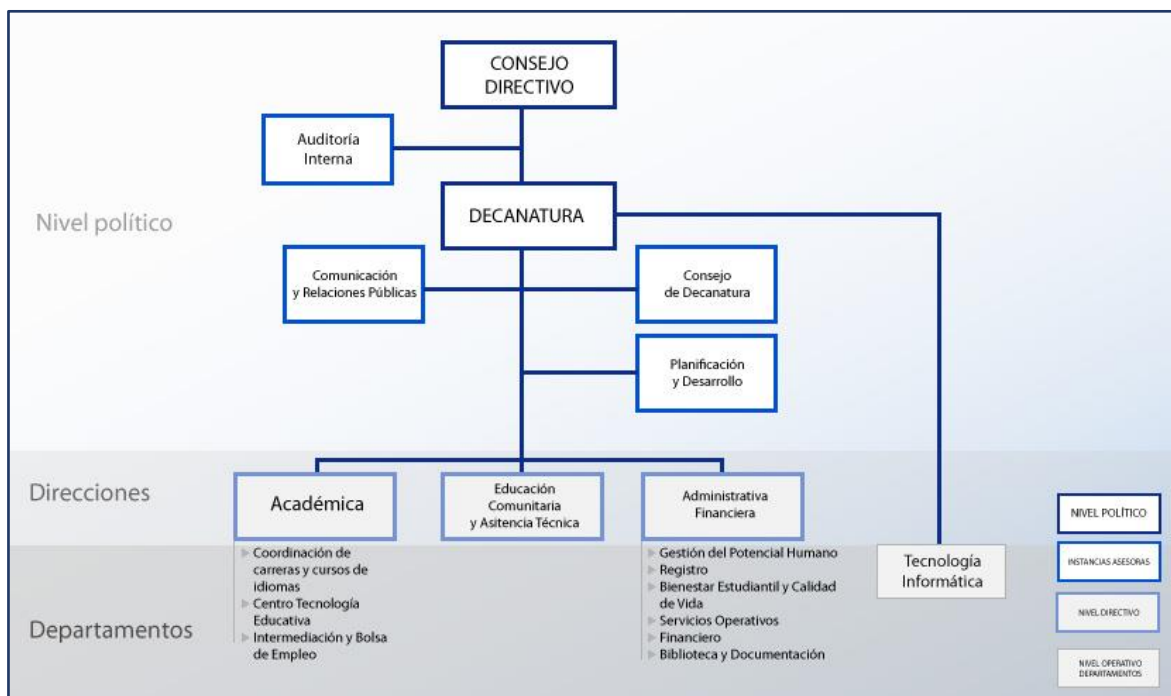 CONSEJO
DIRECTIVO
Auditoría
Interna
Nivel político
DECANATURA
Comunicación
y Relaciones Públicas
Consejo
de Decanatura
Planificación
y Desarrollo
Direcciones
Académica
Educación
Comunitaria
y Asitencia Técnica
Administrativa
Financiera
Departamentos
Coordinación de
carreras y cursos de
idiomas
Centro Tecnología
Educativa
Intermediación y Bolsa
de Empleo
Gestión del Potencial Humano
Registro
Bienestar Estudiantil y Calidad
de Vida
Servicios Operativos
Financiero
Biblioteca y Documentación
Tecnología
Informática
NIVEL POLÍTICO
INSTANCIAS ASESORAS
NIVEL DIRECTIVO
NIVEL OPERATIVO
DEPARTAMENTOS